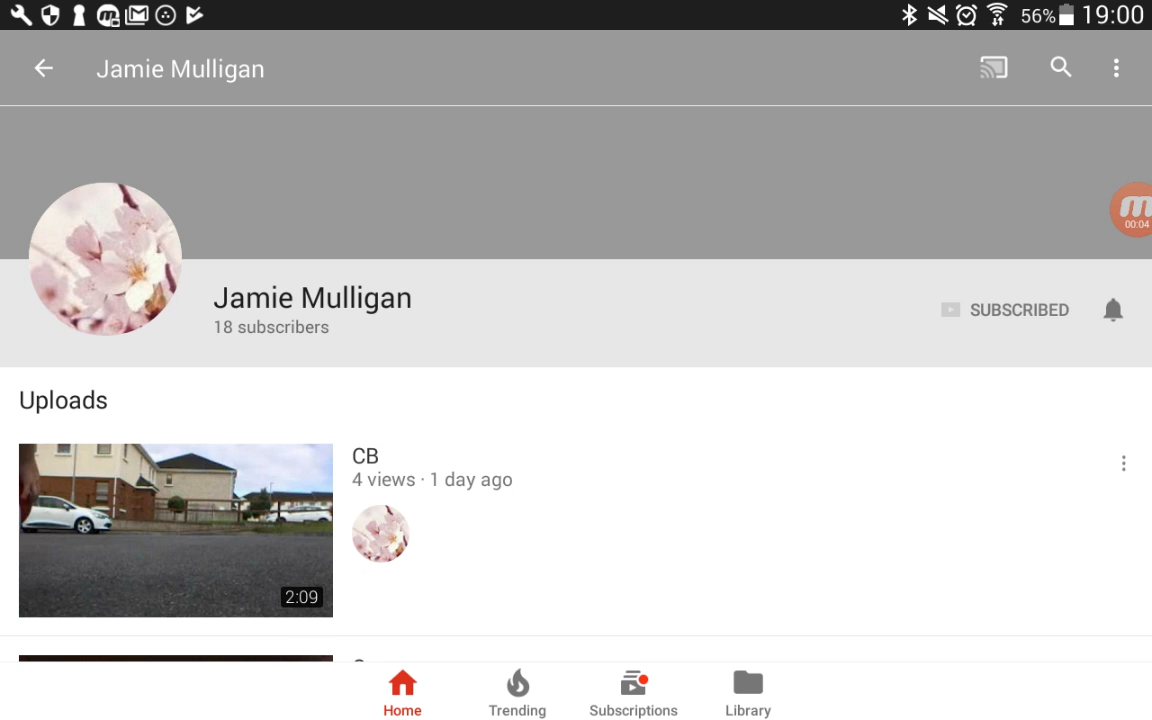 56% 19:00
Jamie Mulligan
00:04
Jamie Mulligan
18 subscribers
SUBSCRIBED
Uploads
CB
4 views · 1 day ago
2:09
Home Trending Subscriptions Library